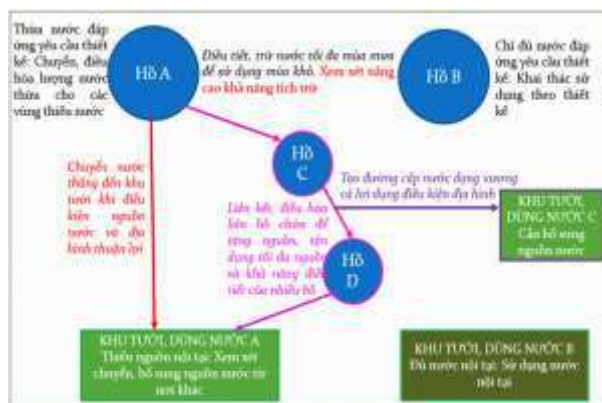 Thừa nước đáp
ứng yêu cầu thiết
kế: Chuyển, điều
hòa lượng nước
thừa cho các
vùng thiếu nước
Hồ A
Điều tiết, trữ nước tối đa mùa mưa
để sử dụng mùa khô. Xem xét nâng
cao khả năng tích trữ
Hồ B
Chỉ đủ nước đáp
ứng yêu cầu thiết
kế: Khai thác sử
dụng theo thiết
kế
Hồ
C
Chuyển nước
thẳng đến khu
tưới khi điều
kiện nguồn
nước và địa
hình thuận lợi
Tạo đường cấp nước dạng xương
cá lợi dụng điều kiện địa hình
Liên kết, điều hòa
liên hồ chứa để
tăng nguồn, tận
dụng tối đa nguồn
và khả năng điều
tiết của nhiều hồ
KHU TƯỚI,
DÙNG NƯỚC C
Cần bổ sung
nguồn nước
Hồ
D
KHU TƯỚI, DÙNG NƯỚC A
Thiếu nguồn nội tại: Xem xét
chuyển, bổ sung nguồn nước từ
nơi khác
KHU TƯỚI, DÙNG NƯỚC B
Đủ nước nội tại: Sử dụng nước
nội tại